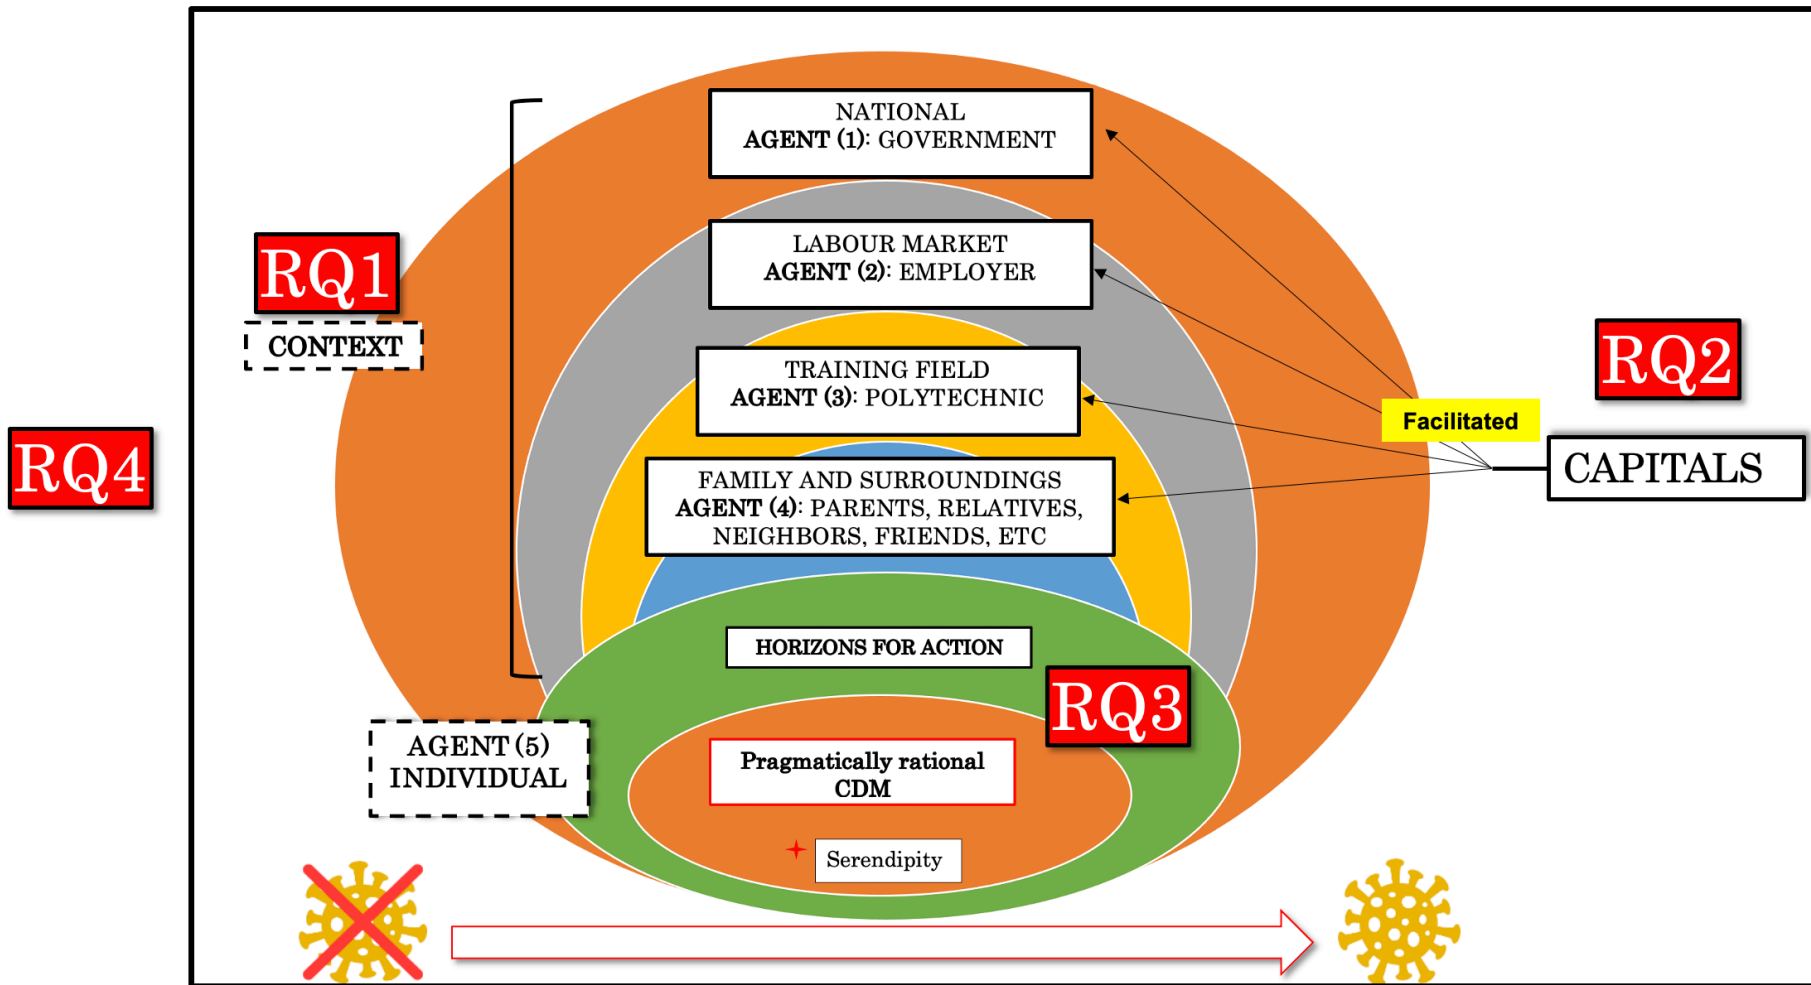 NATIONAL
AGENT (1): GOVERNMENT
LABOUR MARKET
AGENT (2): EMPLOYER
RQ1
CONTEXT
RQ2
TRAINING FIELD
AGENT (3): POLYTECHNIC
Facilitated
CAPITALS
RQ4
FAMILY AND SURROUNDINGS
AGENT (4): PARENTS, RELATIVES,
NEIGHBORS, FRIENDS, ETC
HORIZONS FOR ACTION
RQ3
AGENT (5)
INDIVIDUAL
Pragmatically rational
CDM
Serendipity